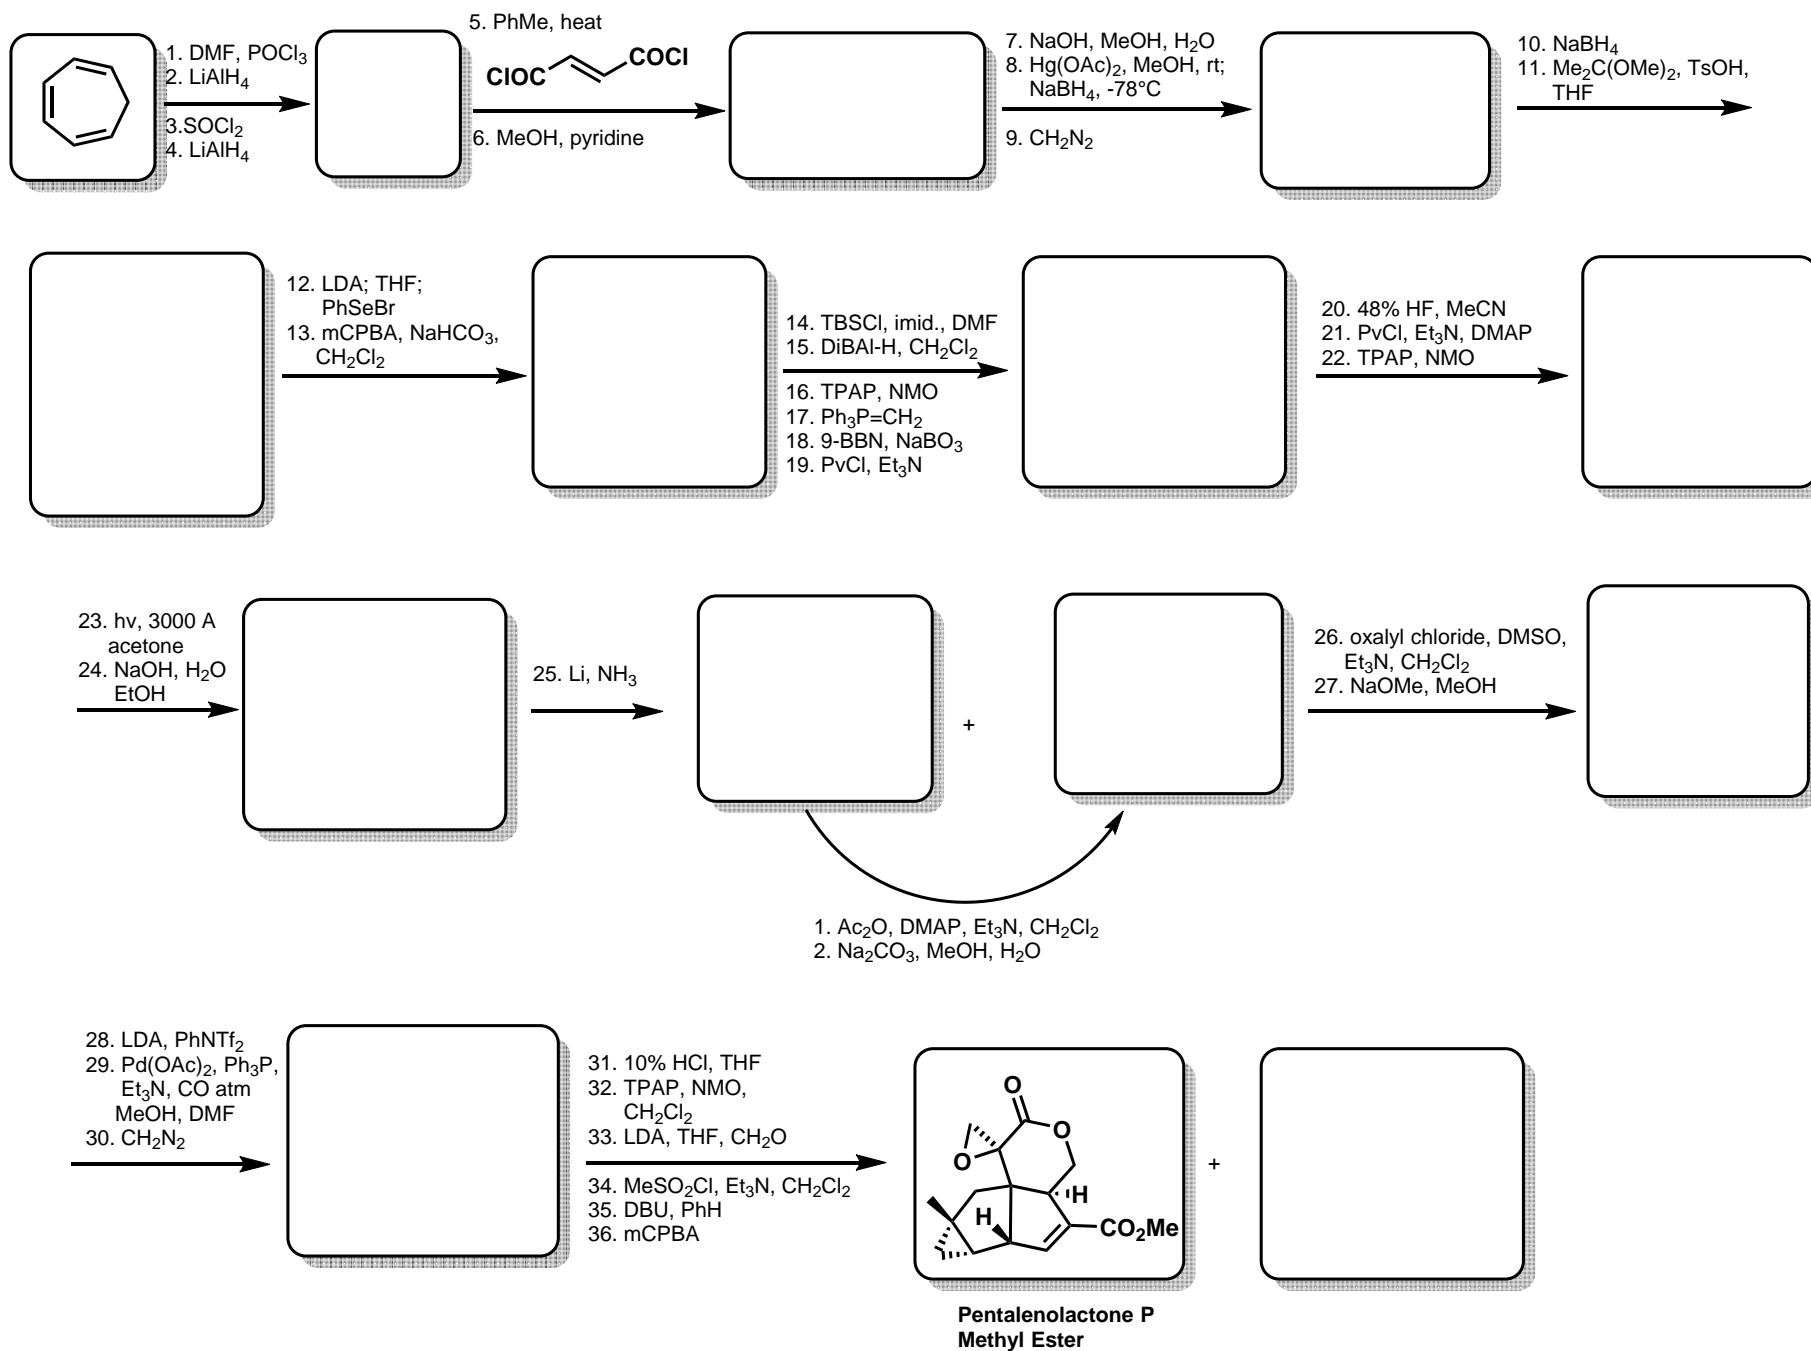 1. DMF, POCl3
2. LiAlH4
3.SOCl2
4. LiAlH4
5. PhMe, heat
ClOC
COCl
6. MeOH, pyridine
7. NaOH, MeOH, H2O
8. Hg(OAc)2, MeOH, rt;
NaBH4, -78°C
9. CH2N2
10. NaBH4
11. Me2C(OMe)2, TsOH,
THF
12. LDA; THF;
PhSeBr
13. mCPBA, NaHCO3,
CH2Cl2
14. TBSCl, imid., DMF
15. DiBAl-H, CH2Cl2
16. TPAP, NMO
17. Ph3P=CH2
18. 9-BBN, NaBO3
19. PvCl, Et3N
20. 48% HF, MeCN
21. PvCl, Et3N, DMAP
22. TPAP, NMO
23. hv, 3000 A
acetone
24. NaOH, H2O
EtOH
25. Li, NH3
+
26. oxalyl chloride, DMSO,
Et3N, CH2Cl2
27. NaOMe, MeOH
1. Ac2O, DMAP, Et3N, CH2Cl2
2. Na2CO3, MeOH, H2O
28. LDA, PhNTf2
29. Pd(OAc)2, Ph3P,
Et3N, CO atm
MeOH, DMF
30. CH2N2
31. 10% HCl, THF
32. TPAP, NMO,
CH2Cl2
33. LDA, THF, CH2O
34. MeSO2Cl, Et3N, CH2Cl2
35. DBU, PhH
36. mCPBA
O
O
O
H
H
CO2Me
+
Pentalenolactone P
Methyl Ester